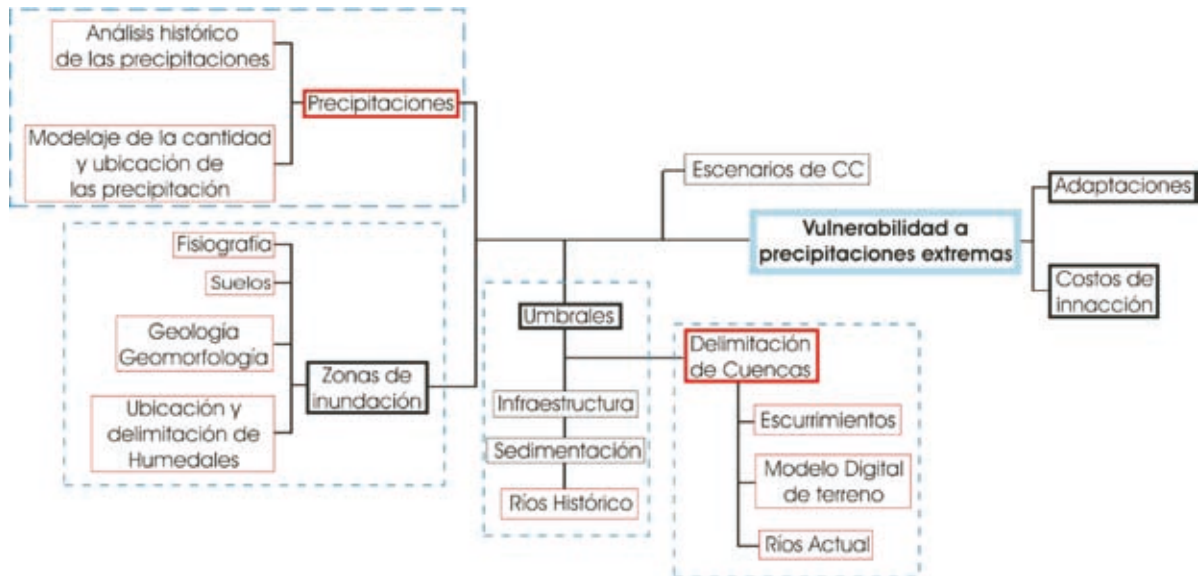 Análisis histórico
de las precipitaciones
Precipitaciones
Modelaje de la cantidad
y ubicación de
las precipitación
Fisiografía
Suelos
Geología
Geomorfología
Ubicación y
delimitación de
Humedales
Zonas de
inundación
Umbrales
Infraestructura
Sedimentación
Ríos Histórico
Delimitación
de Cuencas
Escurrimientos
Modelo Digital
de terreno
Ríos Actual
Escenarios de CC
Vulnerabilidad a
precipitaciones extremas
Adaptaciones
Costos de
innacción